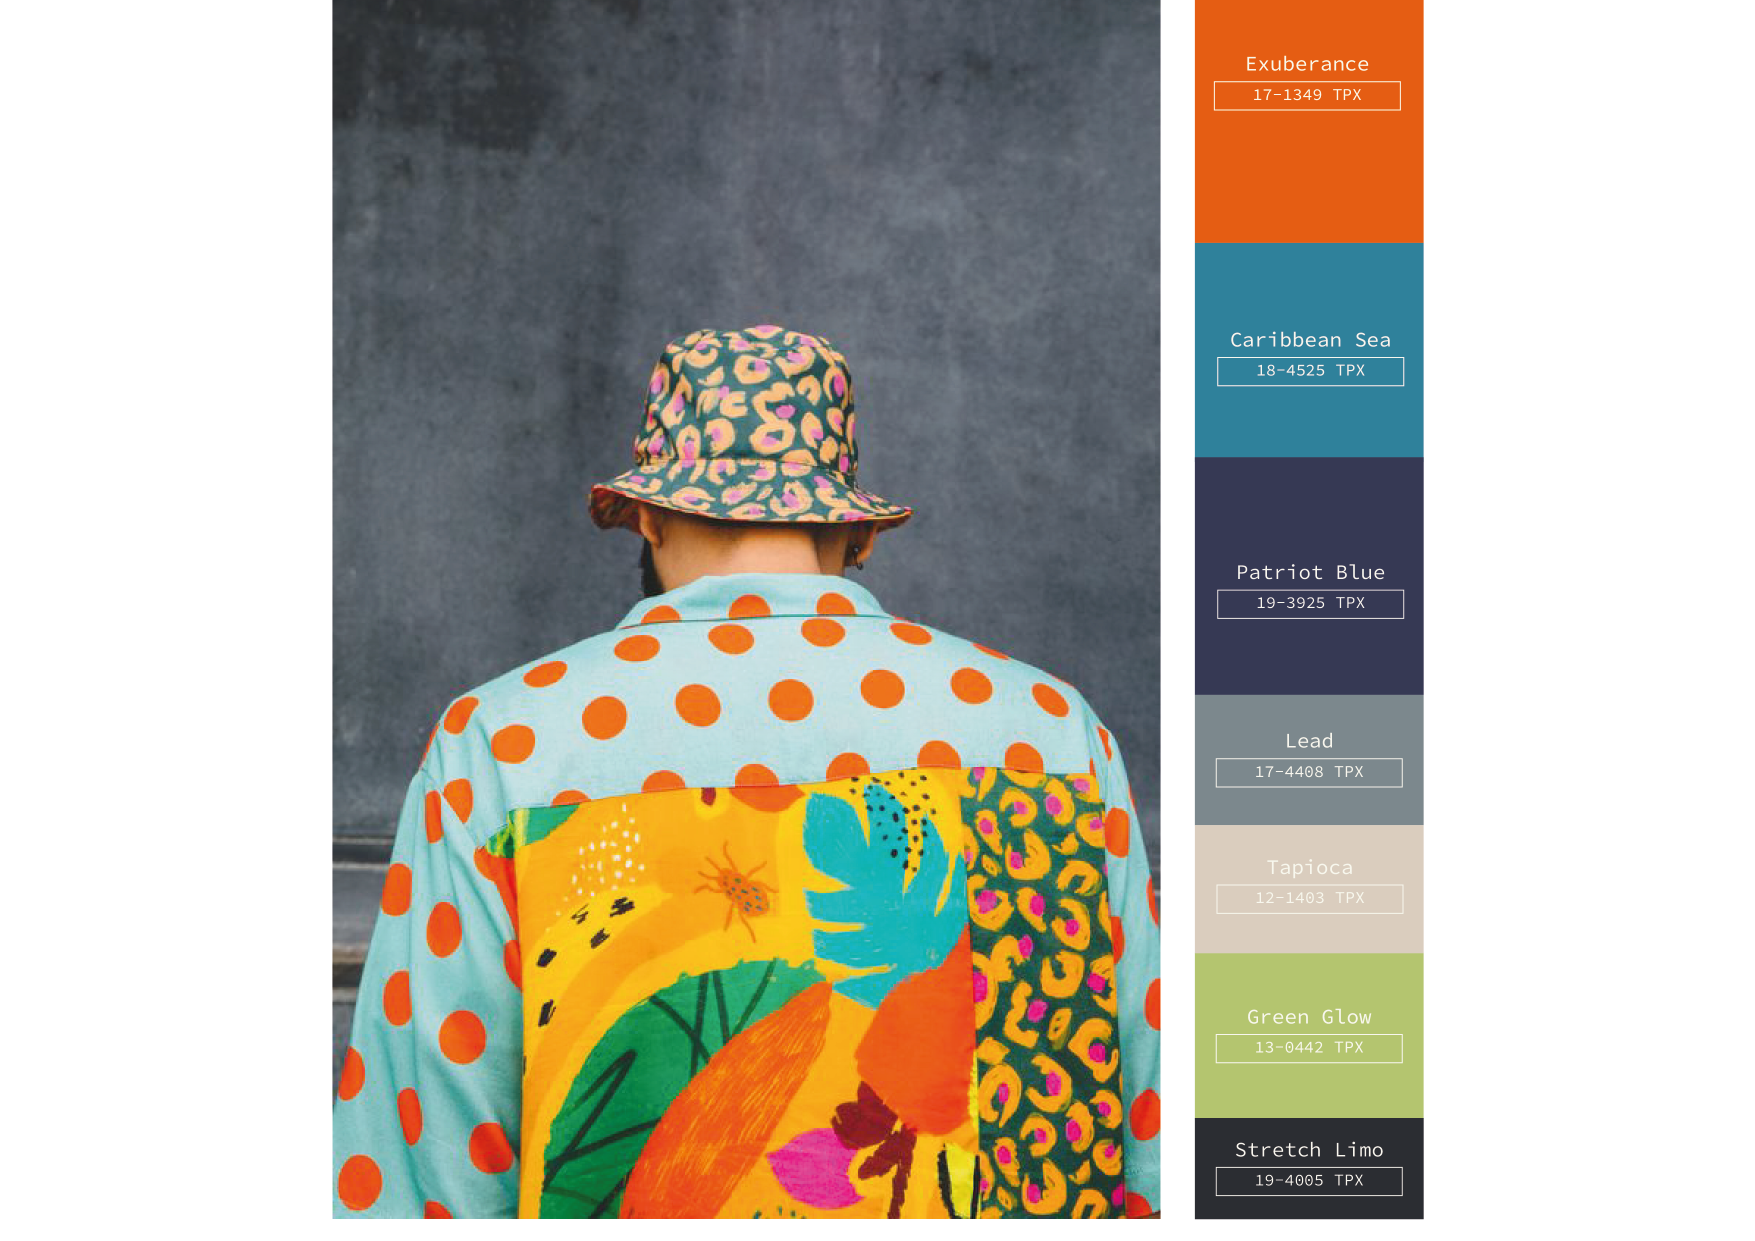 Exuberance
17-1349 TPX
Caribbean Sea
18-4525 TPX
Patriot Blue
19-3925 TPX
Lead
17-4408 TPX
Tapioca
12-1403 TPX
Green Glow
13-0442 TPX
Stretch Limo
19-4005 TPX